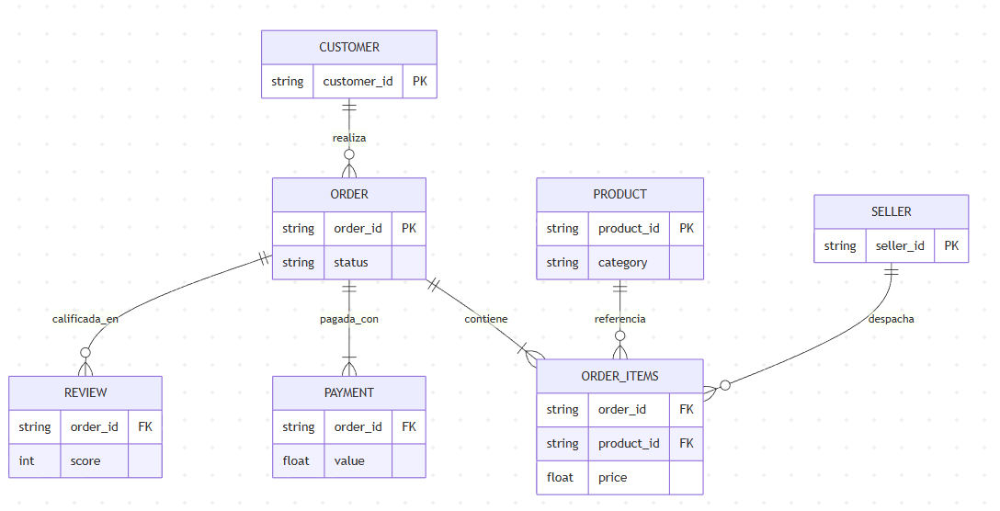 CUSTOMER
string customer_id PK
realiza
ORDER
string order_id PK
string status
PRODUCT
string product_id PK
string category
SELLER
string seller_id PK
calificada_en
pagada_con
contiene
referencia
despacha
REVIEW
string order_id FK
int score
PAYMENT
string order_id FK
float value
ORDER_ITEMS
string order_id FK
string product_id FK
float price